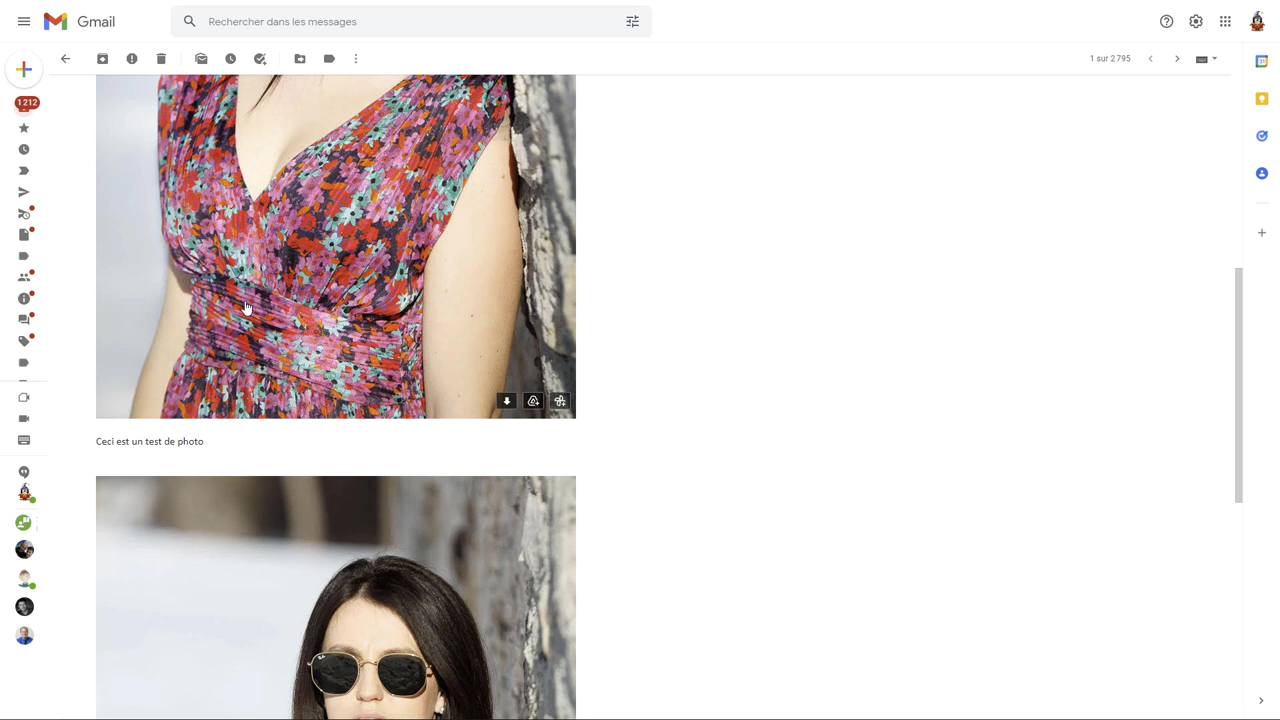 Gmail
Rechercher dans les messages
1 sur 2 795
1 212
Ceci est un test de photo